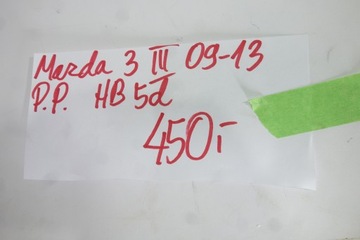 Mazda 3 III 09-13
P.P. HB 5d
450,-